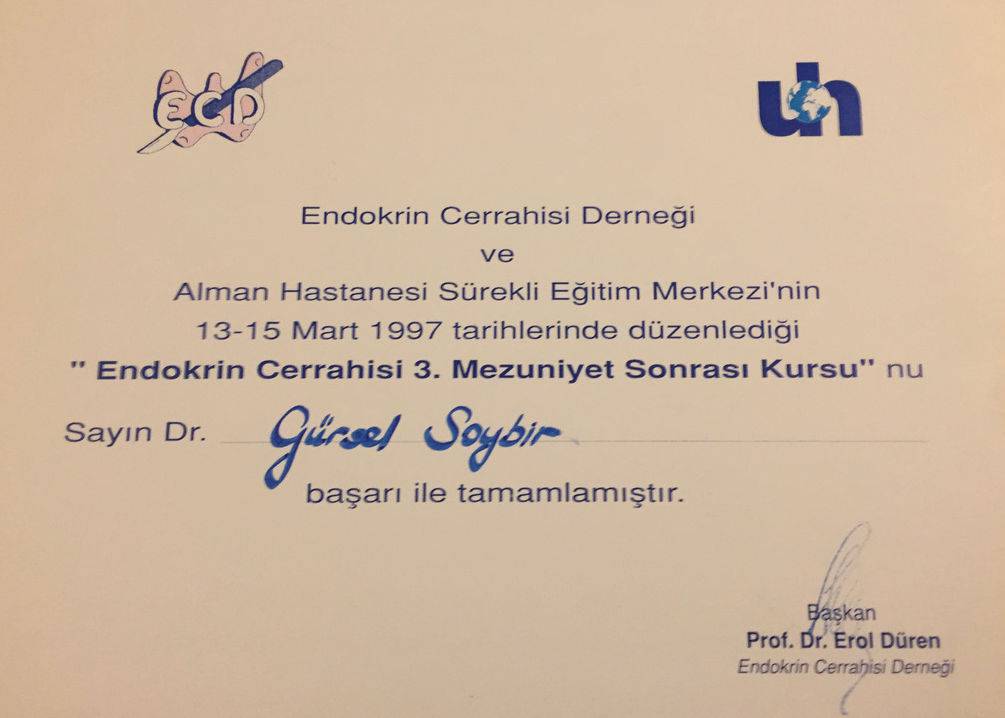 ECD
uh
Endokrin Cerrahisi Derneği
ve
Alman Hastanesi Sürekli Eğitim Merkezi'nin
13-15 Mart 1997 tarihlerinde düzenlediği
" Endokrin Cerrahisi 3. Mezuniyet Sonrası Kursu" nu
Sayın Dr. Gürsel Soybir
başarı ile tamamlamıştır.
Başkan
Prof. Dr. Erol Düren
Endokrin Cerrahisi Derneği